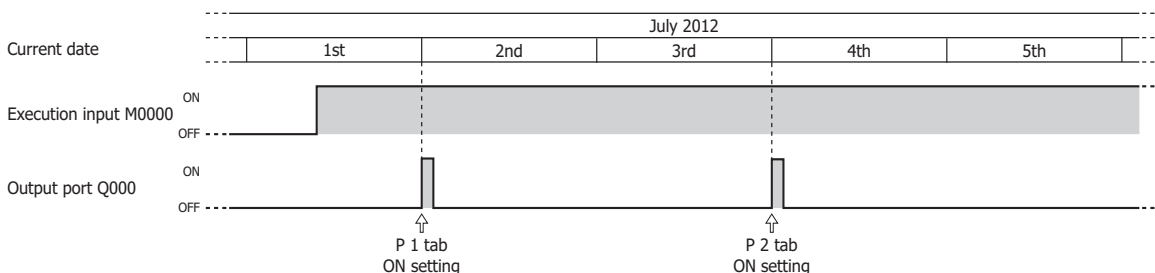 July 2012
Current date 1st 2nd 3rd 4th 5th
ON
Execution input M0000
OFF
ON
Output port Q000
OFF
P 1 tab P 2 tab
ON setting ON setting